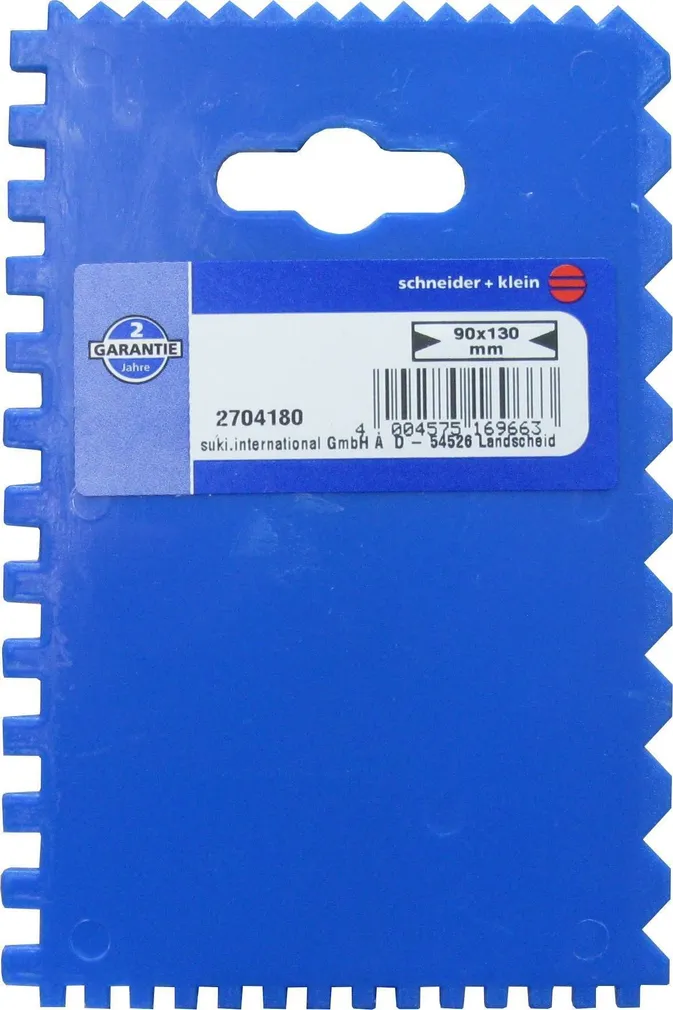 schneider + klein
2
GARANTIE
Jahre
90x130
mm
2704180
4 004575 169663
suki.international GmbH Â D - 54526 Landscheid